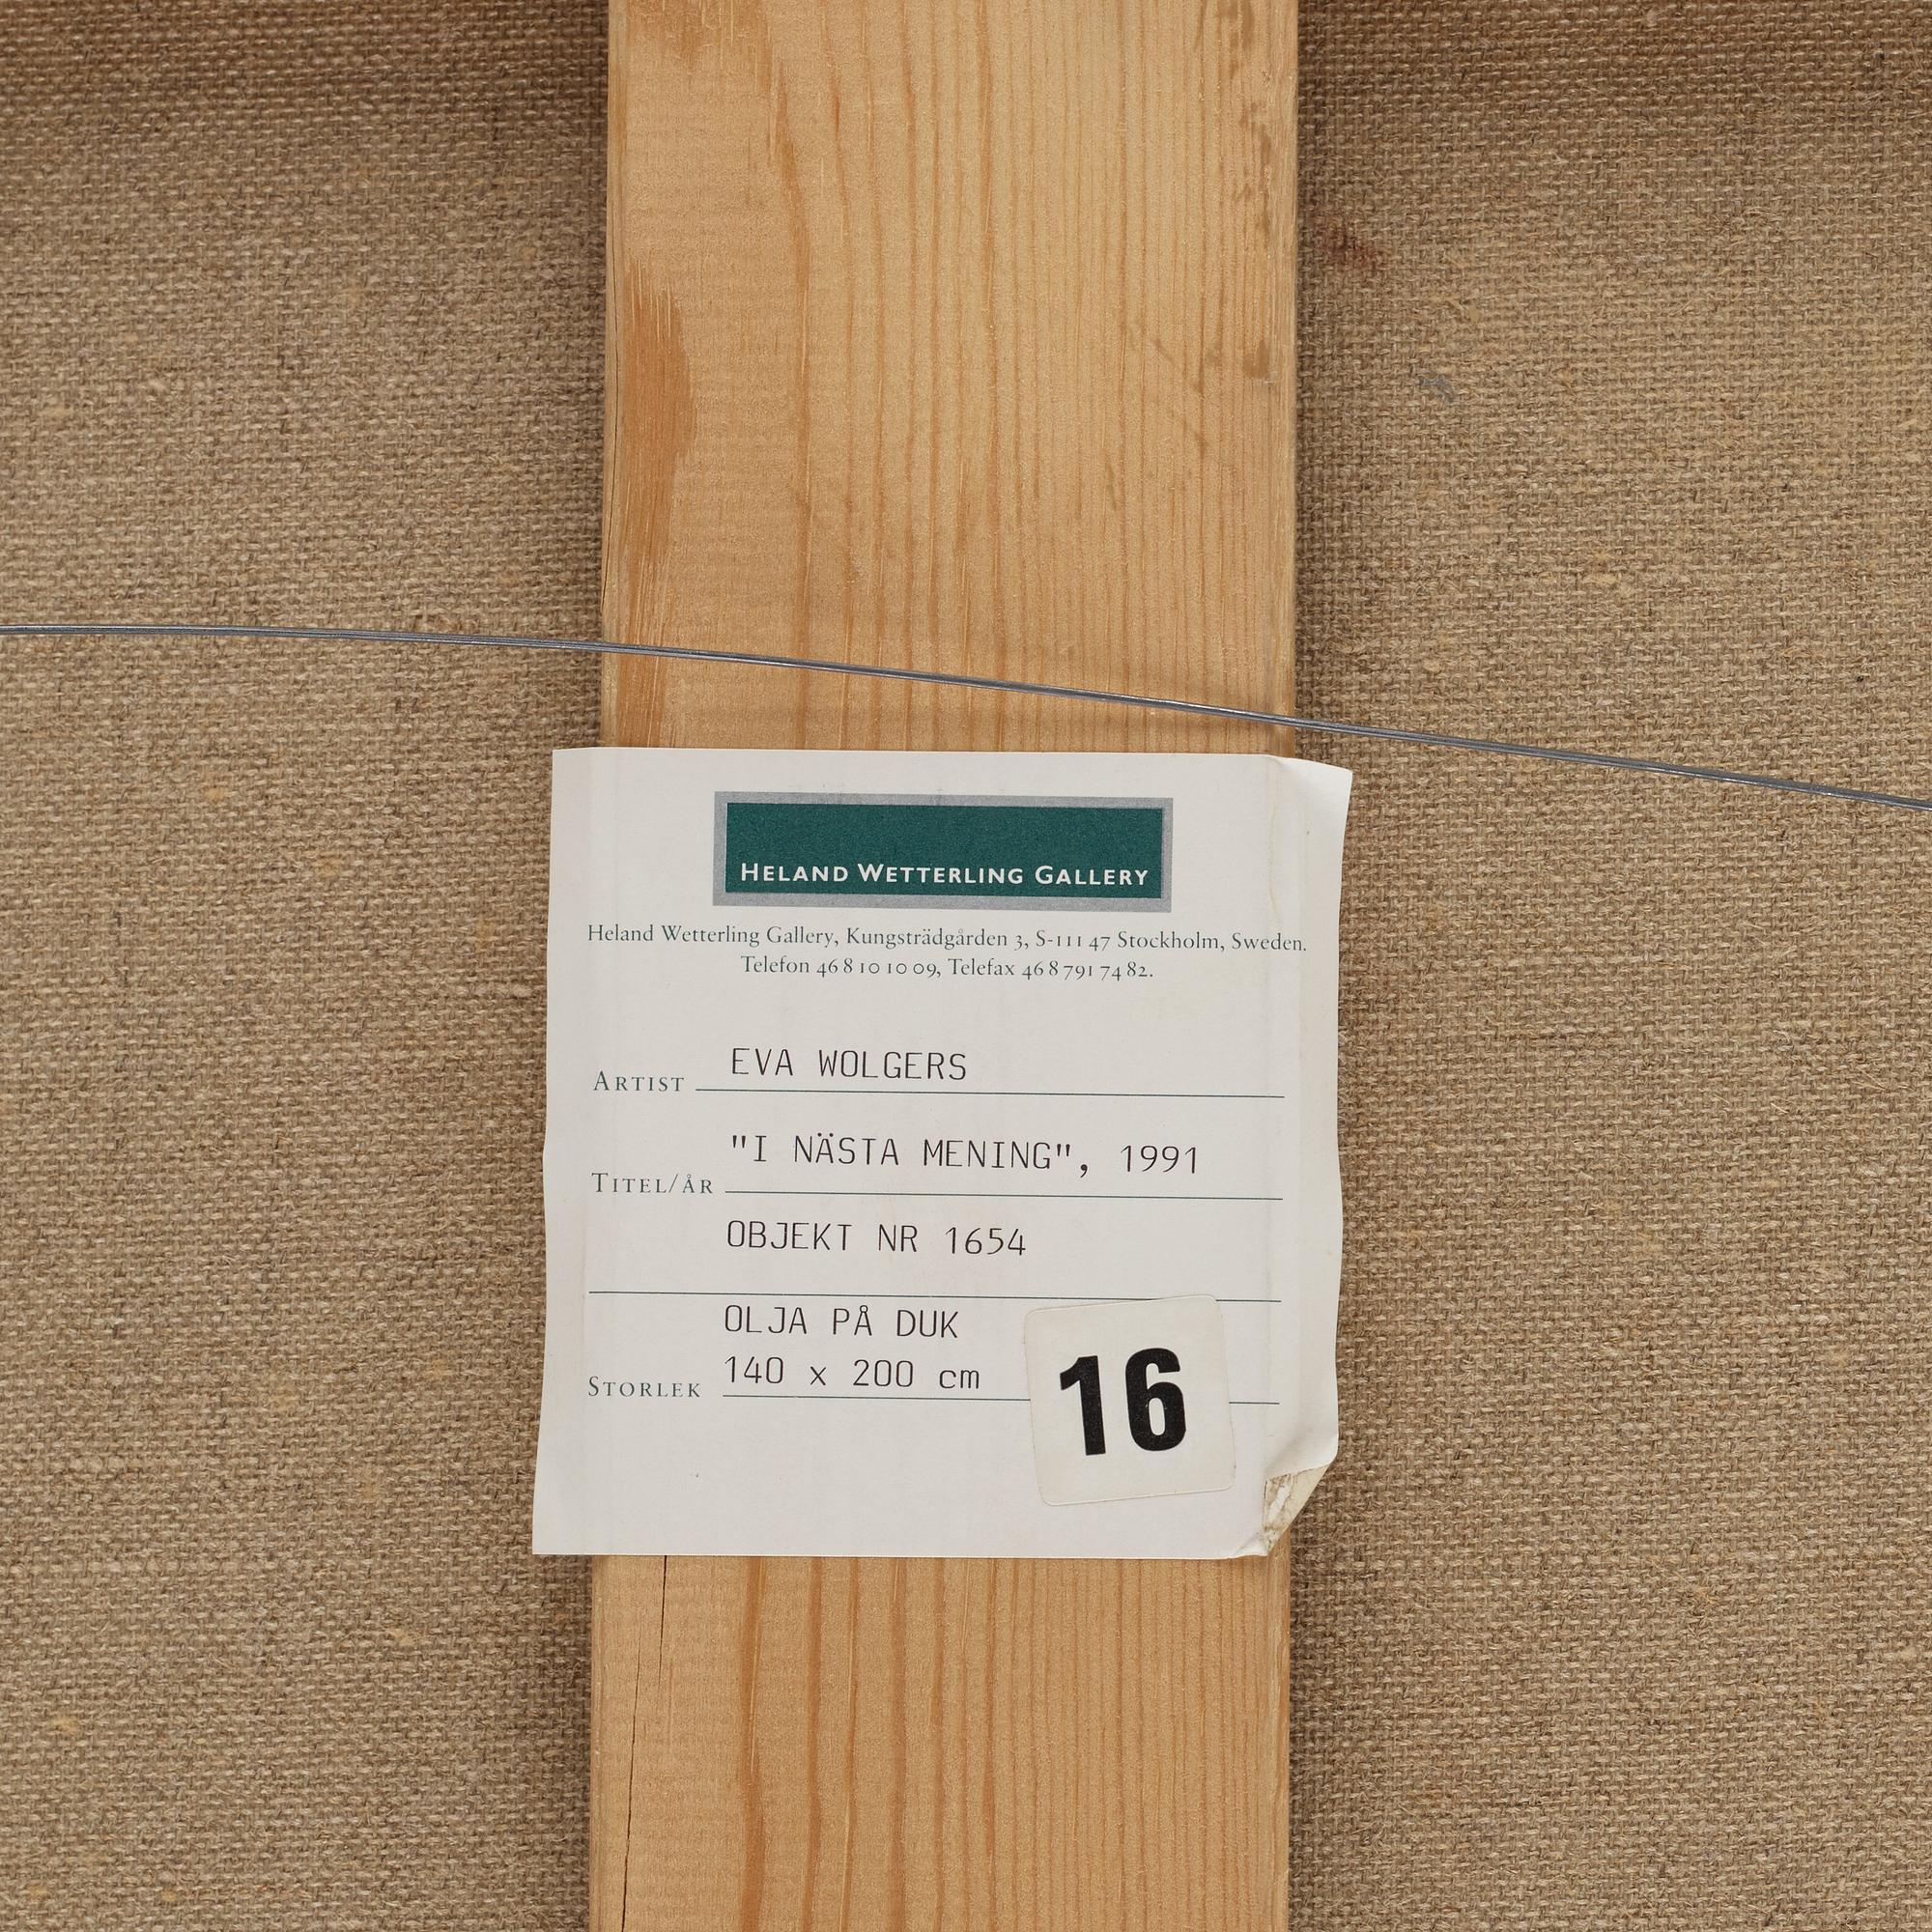 HELAND WETTERLING GALLERY
Heland Wetterling Gallery, Kungsträdgården 3, S-111 47 Stockholm, Sweden.
Telefon 46 8 10 10 09, Telefax 46 8 791 74 82.
ARTIST EVA WOLGERS
TITEL/ÅR "I NÄSTA MENING", 1991
OBJEKT NR 1654
OLJA PÅ DUK
STORLEK 140 x 200 cm
16